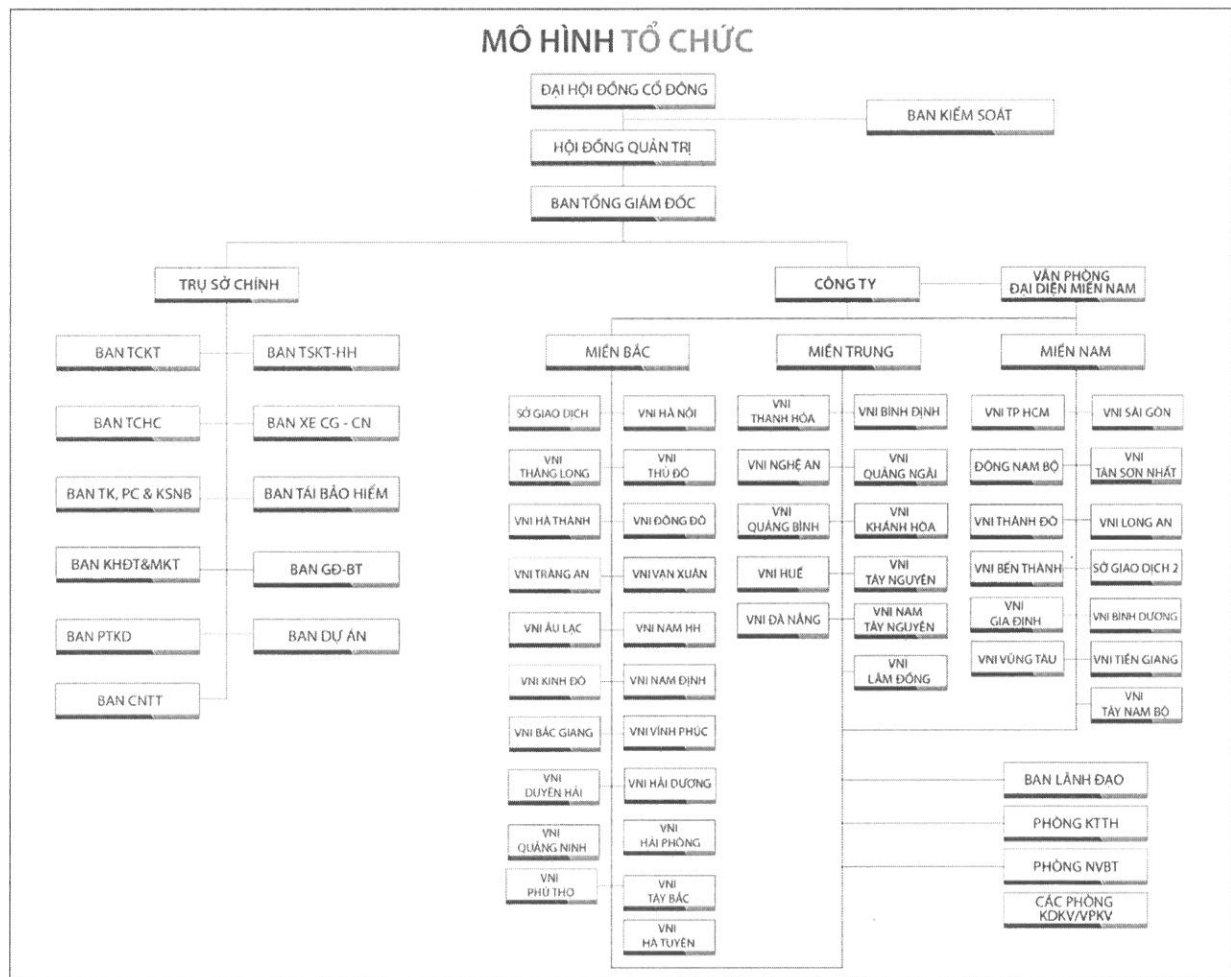 MÔ HÌNH TỔ CHỨC
ĐẠI HỘI ĐỒNG CỔ ĐÔNG
BAN KIỂM SOÁT
HỘI ĐỒNG QUẢN TRỊ
BAN TỔNG GIÁM ĐỐC
TRỤ SỞ CHÍNH
CÔNG TY
VĂN PHÒNG
ĐẠI DIỆN MIỀN NAM
BAN TCKT
BAN TSKT-HH
BAN TCHC
BAN XE CG - CN
BAN TK, PC & KSNB
BAN TÁI BẢO HIỂM
BAN KHĐT&MKT
BAN GĐ-BT
BAN PTKD
BAN DỰ ÁN
BAN CNTT
MIỀN BẮC
SỞ GIAO DỊCH
VNI HÀ NỘI
VNI
THĂNG LONG
VNI
THỦ ĐÔ
VNI HÀ THÀNH
VNI ĐÔNG ĐÔ
VNI TRÀNG AN
VNI VẠN XUÂN
VNI ÂU LẠC
VNI NAM HH
VNI KINH ĐÔ
VNI NAM ĐỊNH
VNI BẮC GIANG
VNI VĨNH PHÚC
VNI
DUYÊN HẢI
VNI HẢI DƯƠNG
VNI
QUẢNG NINH
VNI
HẢI PHÒNG
VNI
PHÚ THỌ
VNI
TÂY BẮC
VNI
HÀ TUYÊN
MIỀN TRUNG
VNI
THANH HÓA
VNI BÌNH ĐỊNH
VNI NGHỆ AN
VNI
QUẢNG NGÃI
VNI
QUẢNG BÌNH
VNI
KHÁNH HÒA
VNI HUẾ
VNI
TÂY NGUYÊN
VNI ĐÀ NẴNG
VNI NAM
TÂY NGUYÊN
VNI
LÂM ĐỒNG
MIỀN NAM
VNI TP HCM
VNI SÀI GÒN
ĐÔNG NAM BỘ
VNI
TÂN SƠN NHẤT
VNI THÀNH ĐÔ
VNI LONG AN
VNI BẾN THÀNH
SỞ GIAO DỊCH 2
VNI
GIA ĐỊNH
VNI BÌNH DƯƠNG
VNI VŨNG TÀU
VNI TIỀN GIANG
VNI
TÂY NAM BỘ
BAN LÃNH ĐẠO
PHÒNG KTTH
PHÒNG NVBT
CÁC PHÒNG
KDKV/VPKV